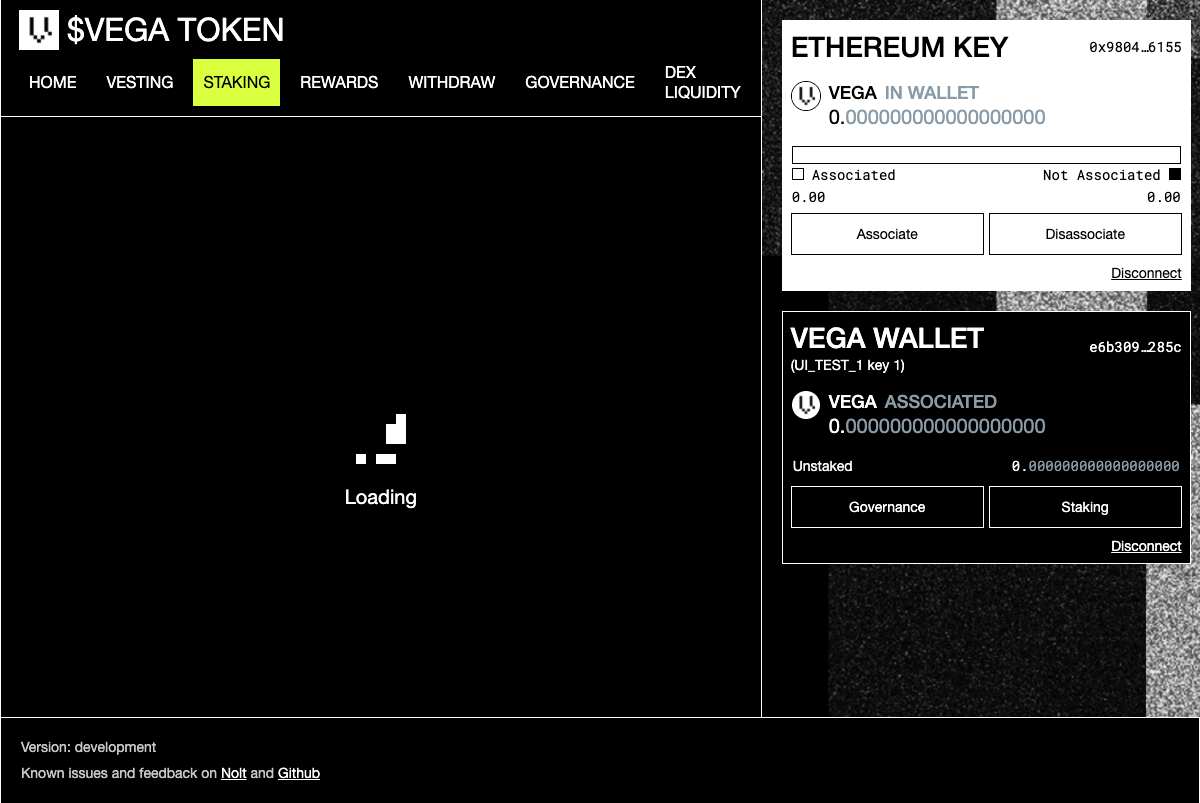 $VEGA TOKEN
HOME VESTING STAKING REWARDS WITHDRAW GOVERNANCE DEX LIQUIDITY
Loading
ETHEREUM KEY 0x9804…6155
VEGA IN WALLET
0.000000000000000000
Associated Not Associated
0.00 0.00
Associate Disassociate
Disconnect
VEGA WALLET e6b309…285c
(UI_TEST_1 key 1)
VEGA ASSOCIATED
0.000000000000000000
Unstaked 0.000000000000000000
Governance Staking
Disconnect
Version: development
Known issues and feedback on Nolt and Github